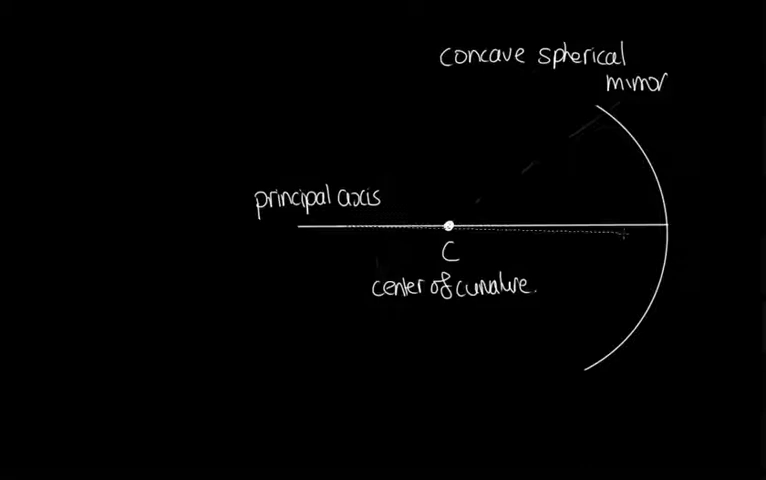 concave spherical
mirror
principal axis
C
center of curvature.